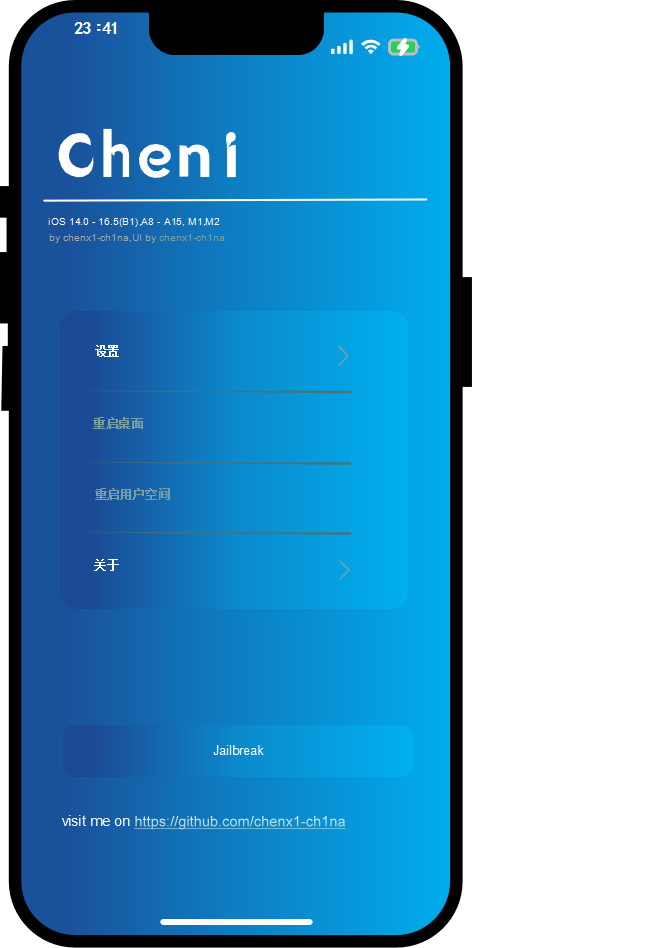 23:41
Chen1
iOS 14.0 - 16.5(B1),A8 - A15, M1,M2
by chenx1-ch1na,UI by chenx1-ch1na
设置
重启桌面
重启用户空间
关于
Jailbreak
visit me on https://github.com/chenx1-ch1na